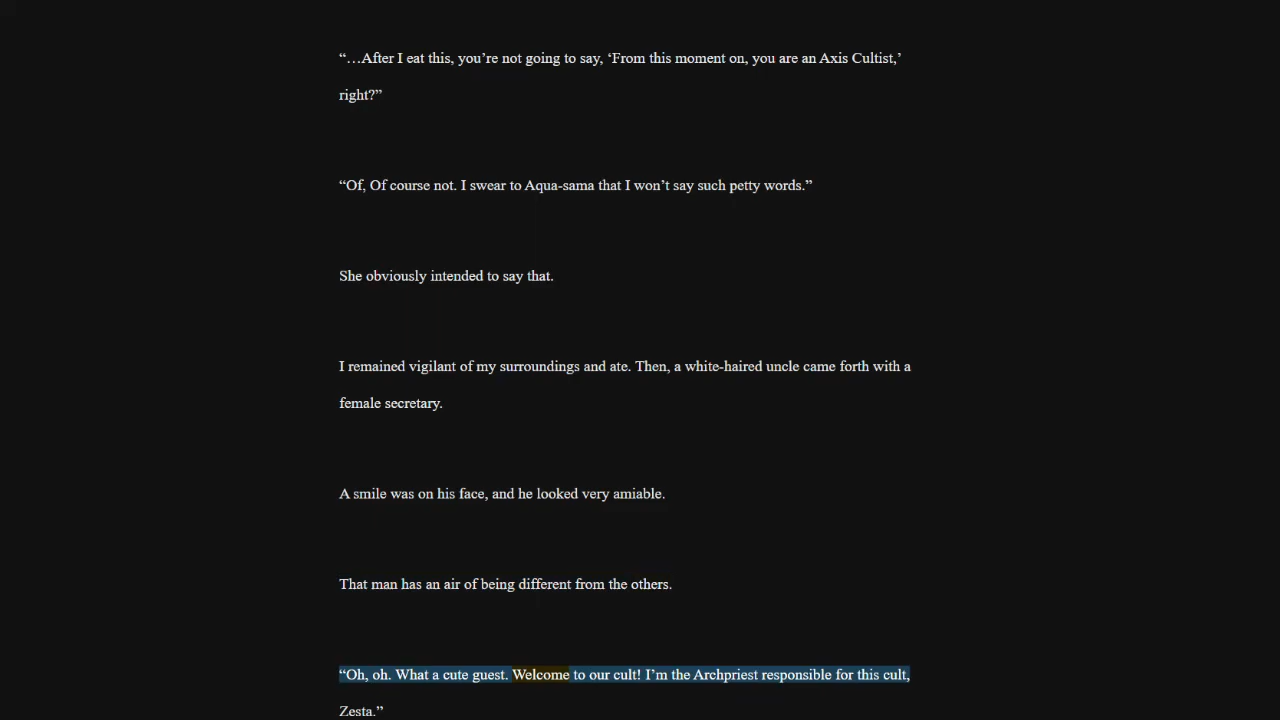 “…After I eat this, you’re not going to say, ‘From this moment on, you are an Axis Cultist,’
right?”
“Of, Of course not. I swear to Aqua-sama that I won’t say such petty words.”
She obviously intended to say that.
I remained vigilant of my surroundings and ate. Then, a white-haired uncle came forth with a
female secretary.
A smile was on his face, and he looked very amiable.
That man has an air of being different from the others.
“Oh, oh. What a cute guest. Welcome to our cult! I’m the Archpriest responsible for this cult,
Zesta.”